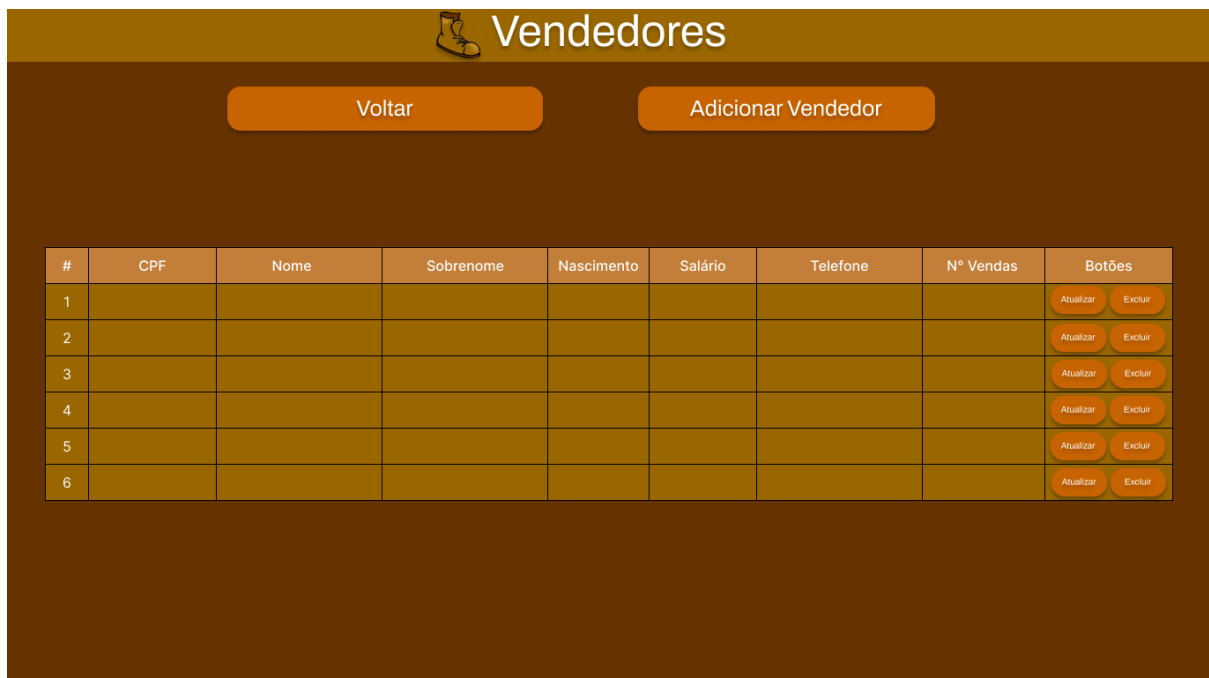 Vendedores
Voltar Adicionar Vendedor
# CPF Nome Sobrenome Nascimento Salário Telefone N° Vendas Botões
1 Atualizar Excluir
2 Atualizar Excluir
3 Atualizar Excluir
4 Atualizar Excluir
5 Atualizar Excluir
6 Atualizar Excluir